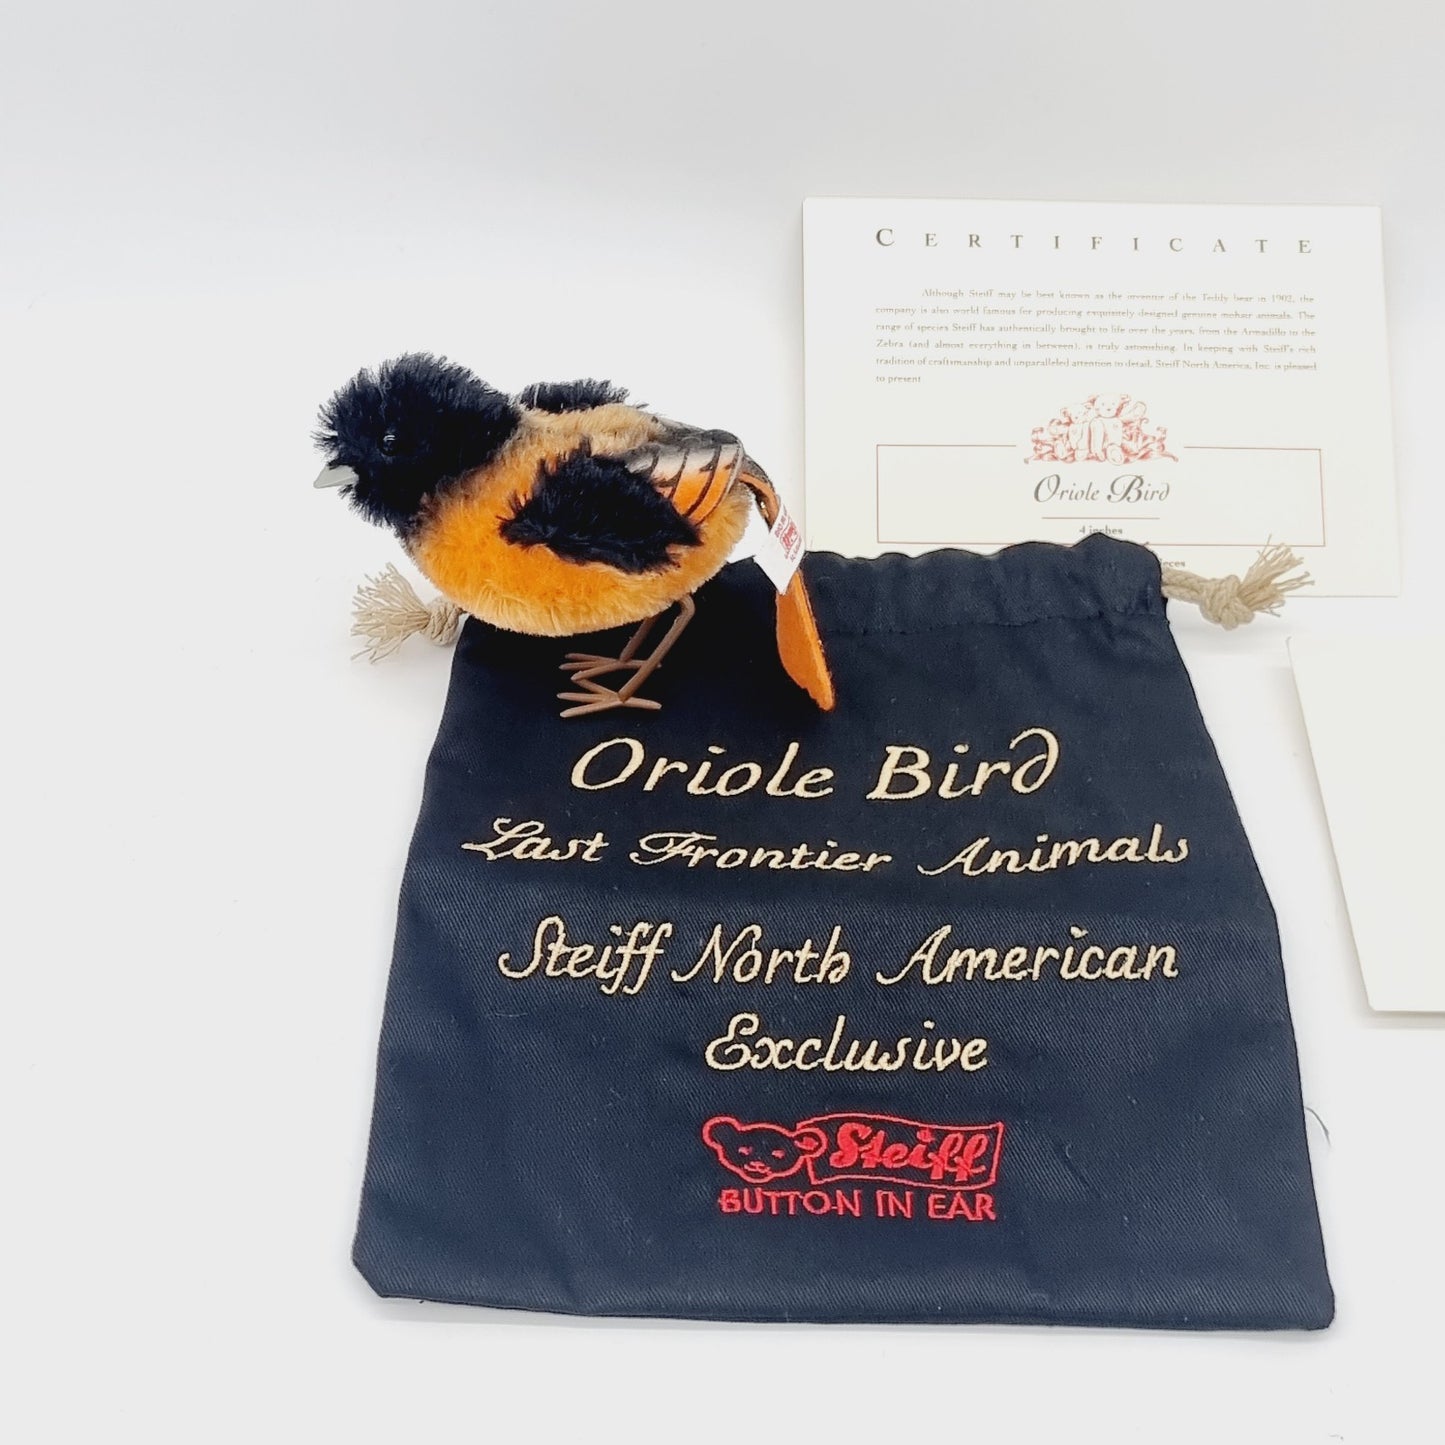 CERTIFICATE
Although Steiff may be best known as the inventor of the Teddy bear in 1902, the
company is also world famous for producing exquisitely designed genuine mohair animals. The
range of species Steiff has authentically brought to life over the years, from the Armadillo to the
Zebra (and almost everything in between), is truly astonishing. In keeping with Steiff's rich
tradition of craftsmanship and unparalleled attention to detail, Steiff North America, Inc. is pleased
to present
Oriole Bird
4 inches
Oriole Bird
Last Frontier Animals
Steiff North American
Exclusive
Steiff
BUTTON IN EAR